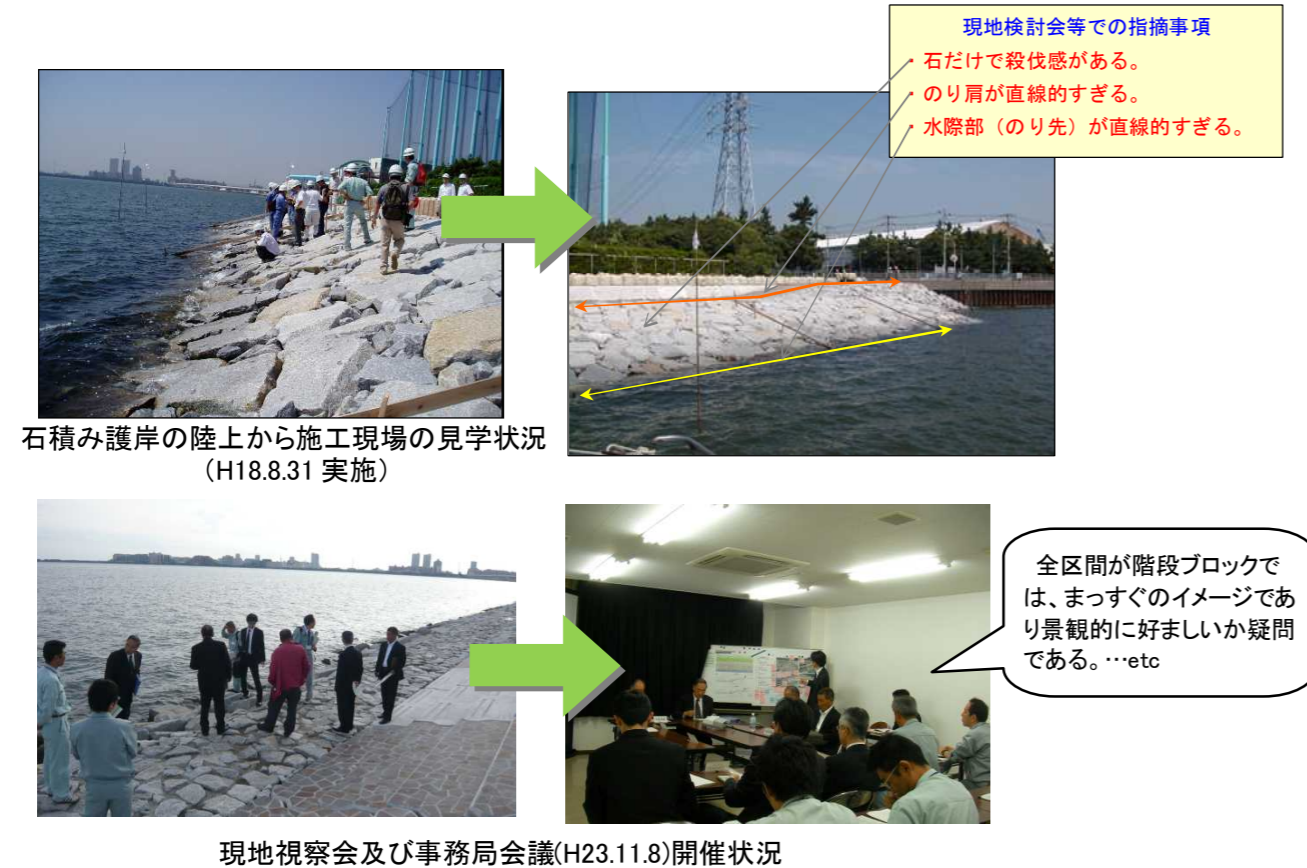 現地検討会等での指摘事項
・ 石だけで殺伐感がある。
・ のり肩が直線的すぎる。
・ 水際部（のり先）が直線的すぎる。
石積み護岸の陸上から施工現場の見学状況
（H18.8.31 実施）
全区間が階段ブロックで
は、まっすぐのイメージであ
り景観的に好ましいか疑問
である。…etc
現地視察会及び事務局会議(H23.11.8)開催状況